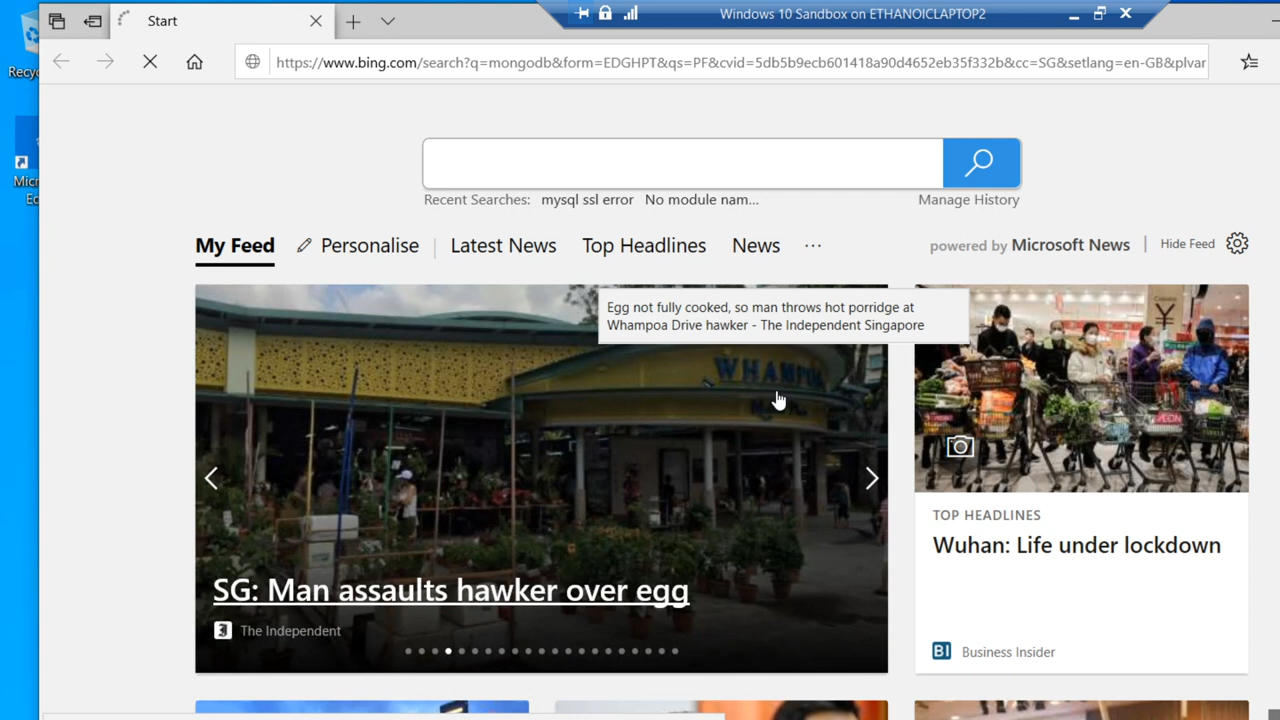 Start
Windows 10 Sandbox on ETHANOICLAPTOP2
https://www.bing.com/search?q=mongodb&form=EDGHPT&qs=PF&cvid=5db5b9ecb601418a90d4652eb35f332b&cc=SG&setlang=en-GB&plvar
Recyc
Micr
Ed
Recent Searches: mysql ssl error No module nam...
Manage History
My Feed
Personalise
Latest News
Top Headlines
News
powered by Microsoft News
Hide Feed
Egg not fully cooked, so man throws hot porridge at
Whampoa Drive hawker - The Independent Singapore
WHAMPOA
SG: Man assaults hawker over egg
The Independent
TOP HEADLINES
Wuhan: Life under lockdown
BI Business Insider